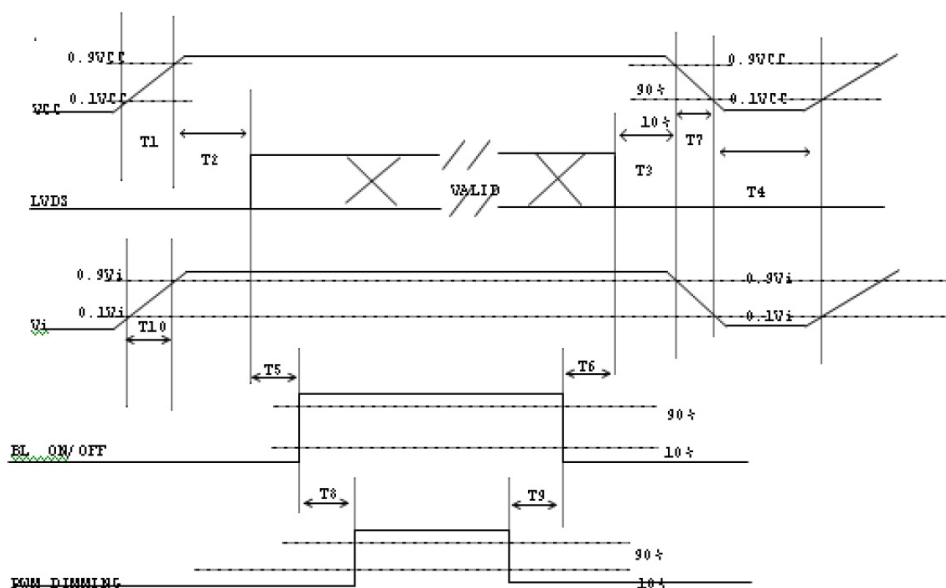 0.9VCC
0.9VCC
90%
0.1VCC
0.1VCC
VCC
10%
T1
T2
T3
T7
T4
VALID
LVDS
0.9Vi
0.9Vi
0.1Vi
0.1Vi
Vi
T10
T5
T6
90%
BL ON/OFF
10%
T8
T9
90%
PWM DIMMING
10%